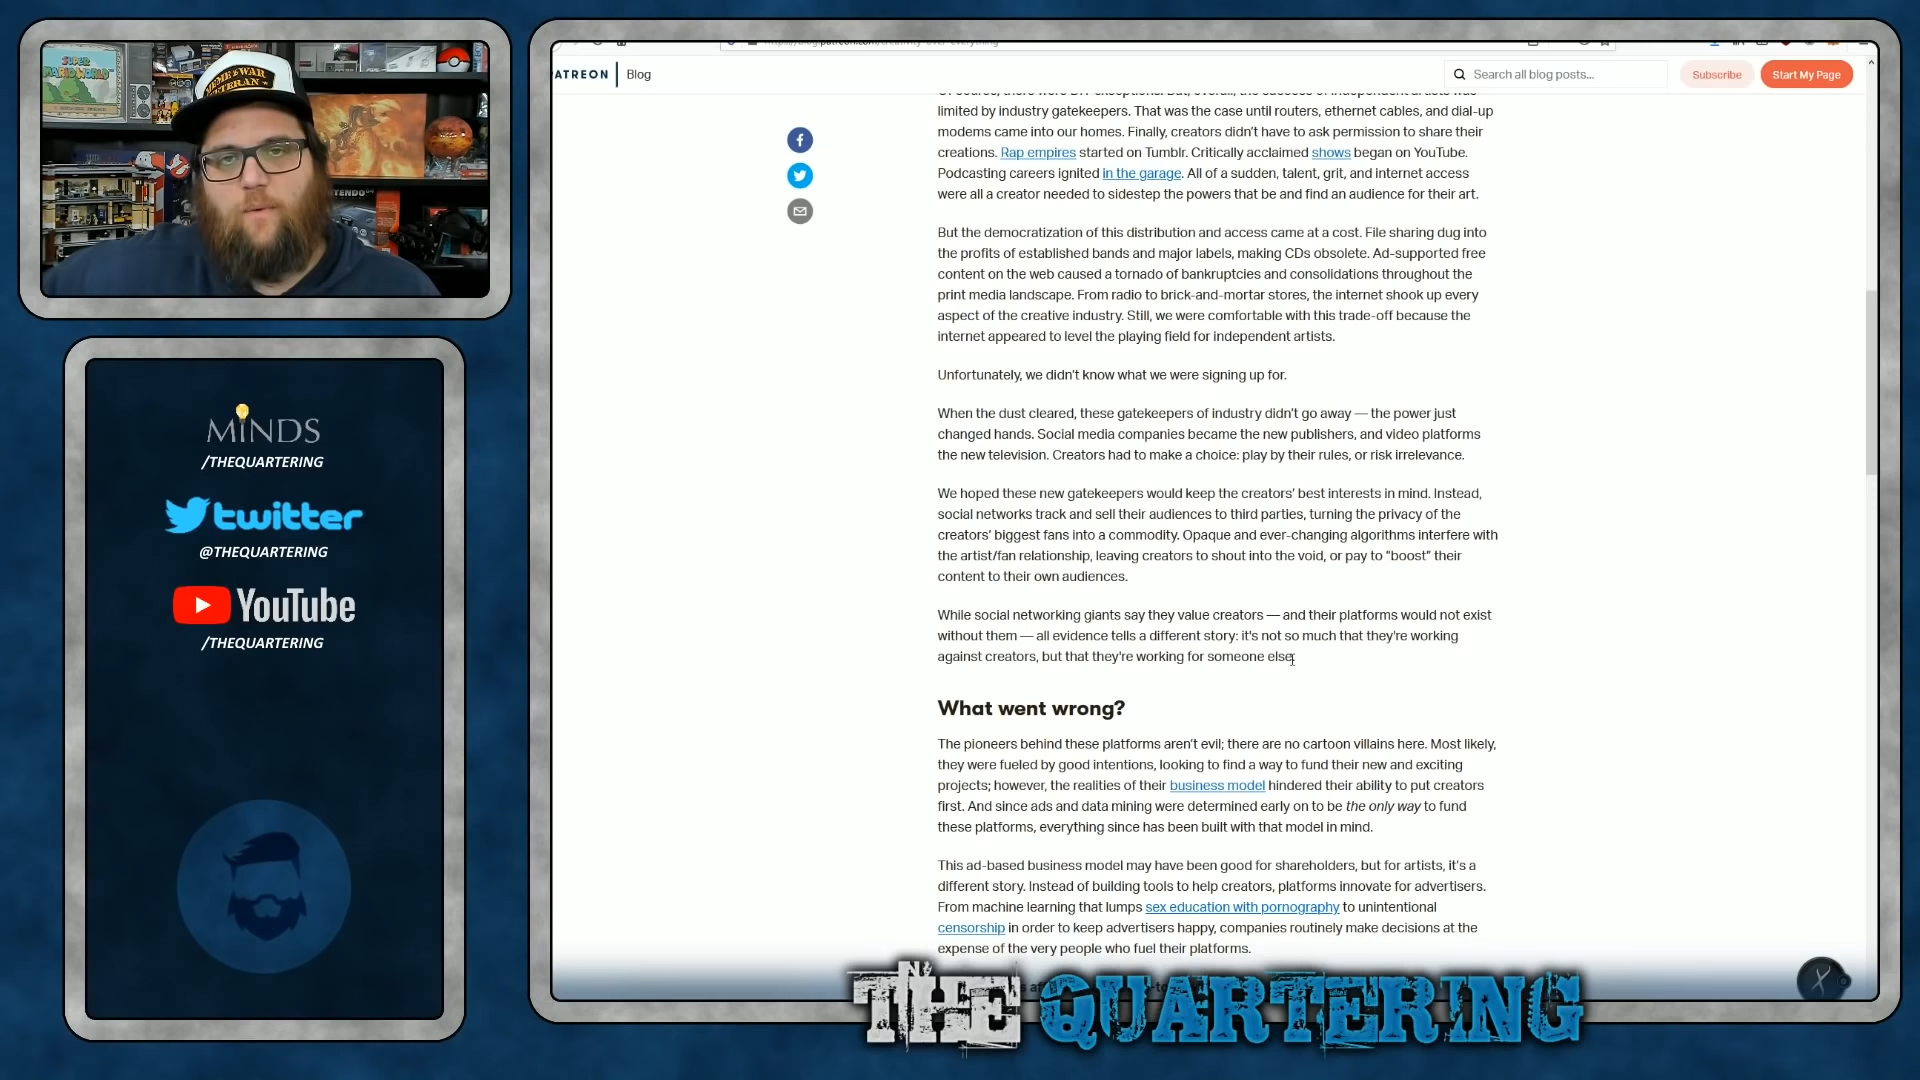 SUPER
MARIO WORLD
MEME WAR
VETERAN
MINDS
/THEQUARTERING
twitter
@THEQUARTERING
YouTube
/THEQUARTERING
ATREON
Blog
Search all blog posts...
Subscribe
Start My Page
limited by industry gatekeepers. That was the case until routers, ethernet cables, and dial-up
modems came into our homes. Finally, creators didn’t have to ask permission to share their
creations. Rap empires started on Tumblr. Critically acclaimed shows began on YouTube.
Podcasting careers ignited in the garage. All of a sudden, talent, grit, and internet access
were all a creator needed to sidestep the powers that be and find an audience for their art.
But the democratization of this distribution and access came at a cost. File sharing dug into
the profits of established bands and major labels, making CDs obsolete. Ad-supported free
content on the web caused a tornado of bankruptcies and consolidations throughout the
print media landscape. From radio to brick-and-mortar stores, the internet shook up every
aspect of the creative industry. Still, we were comfortable with this trade-off because the
internet appeared to level the playing field for independent artists.
Unfortunately, we didn’t know what we were signing up for.
When the dust cleared, these gatekeepers of industry didn’t go away — the power just
changed hands. Social media companies became the new publishers, and video platforms
the new television. Creators had to make a choice: play by their rules, or risk irrelevance.
We hoped these new gatekeepers would keep the creators’ best interests in mind. Instead,
social networks track and sell their audiences to third parties, turning the privacy of the
creators’ biggest fans into a commodity. Opaque and ever-changing algorithms interfere with
the artist/fan relationship, leaving creators to shout into the void, or pay to “boost” their
content to their own audiences.
While social networking giants say they value creators — and their platforms would not exist
without them — all evidence tells a different story: it's not so much that they're working
against creators, but that they're working for someone else.
What went wrong?
The pioneers behind these platforms aren’t evil; there are no cartoon villains here. Most likely,
they were fueled by good intentions, looking to find a way to fund their new and exciting
projects; however, the realities of their business model hindered their ability to put creators
first. And since ads and data mining were determined early on to be the only way to fund
these platforms, everything since has been built with that model in mind.
This ad-based business model may have been good for shareholders, but for artists, it’s a
different story. Instead of building tools to help creators, platforms innovate for advertisers.
From machine learning that lumps sex education with pornography to unintentional
censorship in order to keep advertisers happy, companies routinely make decisions at the
expense of the very people who fuel their platforms.
THE QUARTERING